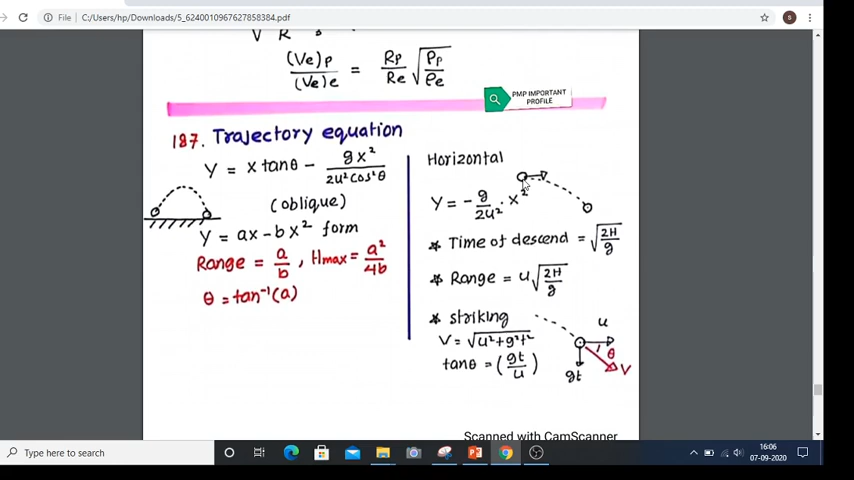 File
C:/Users/hp/Downloads/5_6240010967627858384.pdf
S
V R
(Ve)p/(Ve)e = Rp/Re √(ρp/ρe)
PMP IMPORTANT
PROFILE
187. Trajectory equation
Y = x tanθ - gx²/2u²cos²θ
(oblique)
Y = ax - bx² form
Range = a/b , Hmax = a²/4b
θ = tan⁻¹(a)
Horizontal
Y = - g/2u² · x²
* Time of descend = √(2H/g)
* Range = u√(2H/g)
* striking
V = √(u²+g²t²)
tanθ = (gt/u)
u
θ
gt
V
Scanned with CamScanner
Type here to search
16:06
07-09-2020